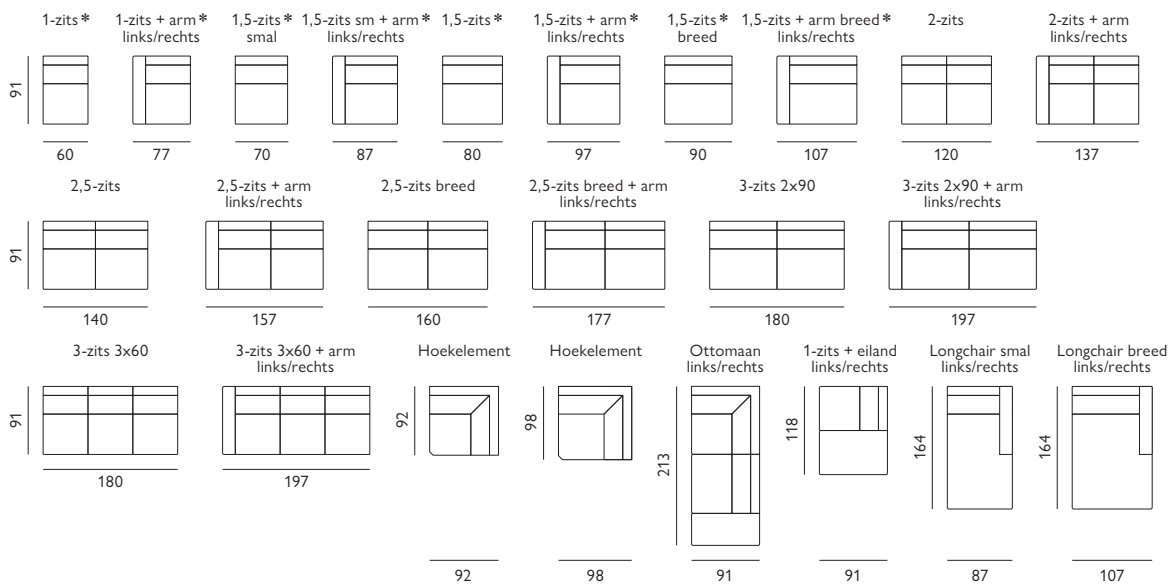 1-zits *
1-zits + arm *
links/rechts
1,5-zits *
smal
1,5-zits sm + arm *
links/rechts
1,5-zits *
1,5-zits + arm *
links/rechts
1,5-zits *
breed
1,5-zits + arm breed *
links/rechts
2-zits
2-zits + arm
links/rechts
91
60
77
70
87
80
97
90
107
120
137
2,5-zits
2,5-zits + arm
links/rechts
2,5-zits breed
2,5-zits breed + arm
links/rechts
3-zits 2x90
3-zits 2x90 + arm
links/rechts
91
140
157
160
177
180
197
3-zits 3x60
3-zits 3x60 + arm
links/rechts
Hoekelement
Hoekelement
Ottomaan
links/rechts
1-zits + eiland
links/rechts
Longchair smal
links/rechts
Longchair breed
links/rechts
91
92
98
213
118
164
164
180
197
92
98
91
91
87
107